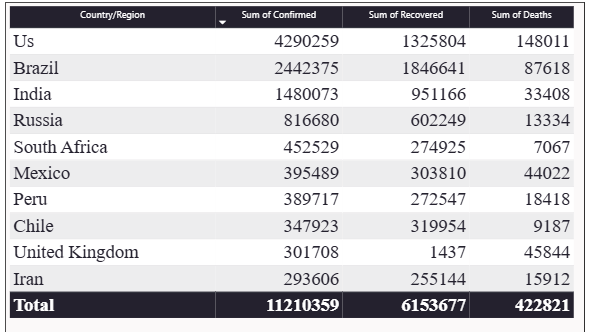 Country/Region Sum of Confirmed Sum of Recovered Sum of Deaths
Us 4290259 1325804 148011
Brazil 2442375 1846641 87618
India 1480073 951166 33408
Russia 816680 602249 13334
South Africa 452529 274925 7067
Mexico 395489 303810 44022
Peru 389717 272547 18418
Chile 347923 319954 9187
United Kingdom 301708 1437 45844
Iran 293606 255144 15912
Total 11210359 6153677 422821